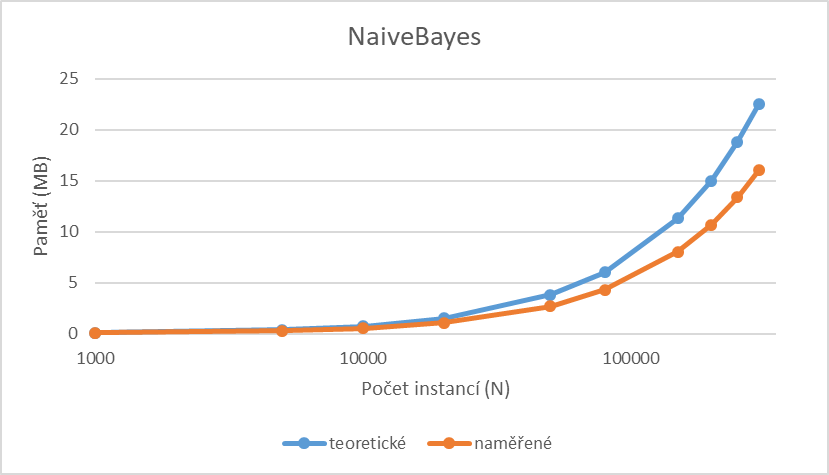 NaiveBayes
25
20
15
10
5
0
Paměť (MB)
1000 10000 100000
Počet instancí (N)
teoretické naměřené